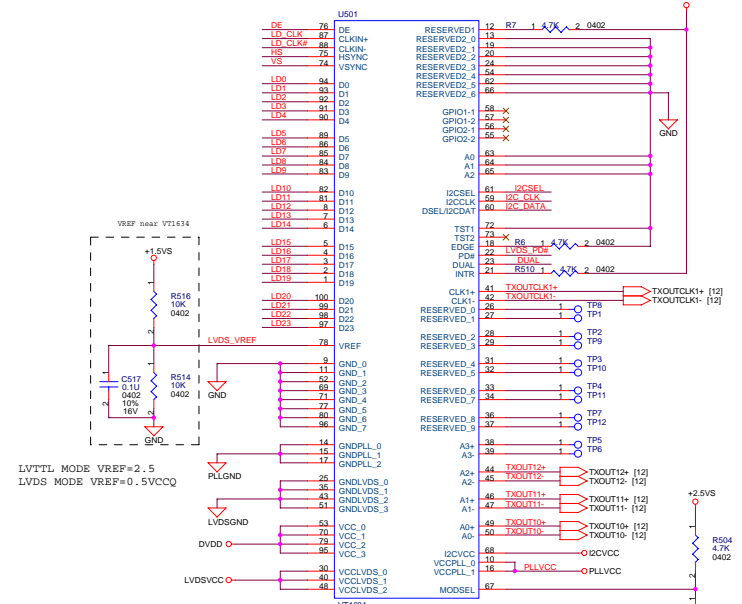 U501
DE 76 DE
LD_CLK 87 CLKIN+
LD_CLK# 88 CLKIN-
HS 75 HSYNC
VS 74 VSYNC
LD0 94 D0
LD1 93 D1
LD2 92 D2
LD3 91 D3
LD4 90 D4
LD5 89 D5
LD6 86 D6
LD7 85 D7
LD8 84 D8
LD9 83 D9
LD10 82 D10
LD11 81 D11
LD12 8 D12
LD13 7 D13
LD14 6 D14
LD15 5 D15
LD16 4 D16
LD17 3 D17
LD18 2 D18
LD19 1 D19
LD20 100 D20
LD21 99 D21
LD22 98 D22
LD23 97 D23
LVDS_VREF 78 VREF
9 GND_0
11 GND_1
52 GND_2
69 GND_3
71 GND_4
77 GND_5
80 GND_6
96 GND_7
GND
14 GNDPLL_0
15 GNDPLL_1
17 GNDPLL_2
PLLGND
25 GNDLVDS_0
35 GNDLVDS_1
43 GNDLVDS_2
51 GNDLVDS_3
LVDSGND
53 VCC_0
70 VCC_1
DVDD 79 VCC_2
95 VCC_3
30 VCCLVDS_0
LVDSVCC 40 VCCLVDS_1
48 VCCLVDS_2
VREF near VT1634
+1.5VS
1
R516
10K
0402
2
1
C517
0.1U
0402
10%
16V
2
1
R514
10K
0402
2
GND
LVTTL MODE VREF=2.5
LVDS MODE VREF=0.5VCCQ
RESERVED1 12 R7 1 4.7K 2 0402
RESERVED2_0 13
RESERVED2_1 19
RESERVED2_2 20
RESERVED2_3 24
RESERVED2_4 54
RESERVED2_5 62
RESERVED2_6 66
GND
GPIO1-1 58
GPIO1-2 57
GPIO2-1 56
GPIO2-2 55
A0 63
A1 64
A2 65
I2CSEL 61 I2CSEL
I2CCLK 59 I2C_CLK
DSEL/I2CDAT 60 I2C_DATA
TST1 72
TST2 73
EDGE 18 R6 1 4.7K 2 0402
PD# 22 LVDS_PD#
DUAL 23 DUAL
INTR 21 R510 1 4.7K 2 0402
CLK1+ 41 TXOUTCLK1+ TXOUTCLK1+ [12]
CLK1- 42 TXOUTCLK1- TXOUTCLK1- [12]
RESERVED_0 26 1 TP8
RESERVED_1 27 1 TP1
RESERVED_2 28 1 TP2
RESERVED_3 29 1 TP9
RESERVED_4 31 1 TP3
RESERVED_5 32 1 TP10
RESERVED_6 33 1 TP4
RESERVED_7 34 1 TP11
RESERVED_8 36 1 TP7
RESERVED_9 37 1 TP12
A3+ 38 1 TP5
A3- 39 1 TP6
A2+ 44 TXOUT12+ TXOUT12+ [12]
A2- 45 TXOUT12- TXOUT12- [12]
A1+ 46 TXOUT11+ TXOUT11+ [12]
A1- 47 TXOUT11- TXOUT11- [12]
A0+ 49 TXOUT10+ TXOUT10+ [12]
A0- 50 TXOUT10- TXOUT10- [12]
I2CVCC 68 I2CVCC
VCCPLL_0 10
VCCPLL_1 16 PLLVCC PLLVCC
MODSEL 67
+2.5VS
1
R504
4.7K
0402
2
1